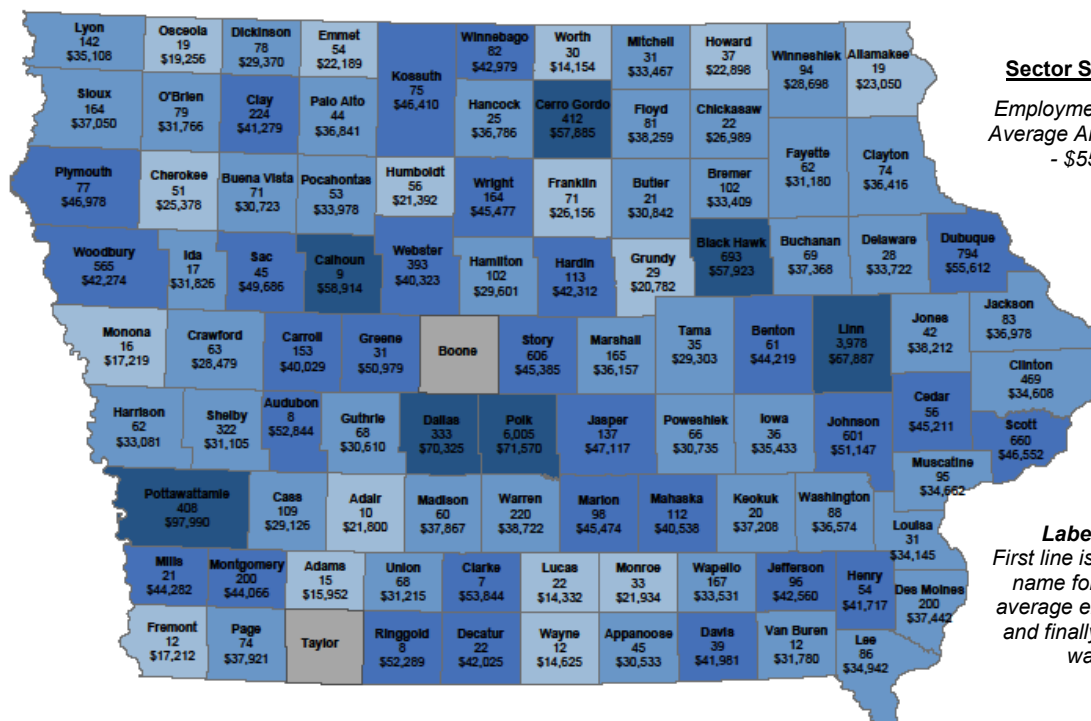 Lyon
142
$35,108
Osceola
19
$19,256
Dickinson
78
$29,370
Emmet
54
$22,189
Kossuth
75
$46,410
Winnebago
82
$42,979
Worth
30
$14,154
Mitchell
31
$33,467
Howard
37
$22,898
Winneshiek
94
$28,698
Allamakee
19
$23,050
Sioux
164
$37,050
O'Brien
79
$31,766
Clay
224
$41,279
Palo Alto
44
$36,841
Hancock
25
$36,786
Cerro Gordo
412
$57,885
Floyd
81
$38,259
Chickasaw
22
$26,989
Fayette
62
$31,180
Clayton
74
$36,416
Plymouth
77
$46,978
Cherokee
51
$25,378
Buena Vista
71
$30,723
Pocahontas
53
$33,978
Humboldt
56
$21,392
Wright
164
$45,477
Franklin
71
$26,156
Butler
21
$30,842
Bremer
102
$33,409
Woodbury
565
$42,274
Ida
17
$31,826
Sac
45
$49,686
Calhoun
9
$58,914
Webster
393
$40,323
Hamilton
102
$29,601
Hardin
113
$42,312
Grundy
29
$20,782
Black Hawk
693
$57,923
Buchanan
69
$37,368
Delaware
28
$33,722
Dubuque
794
$55,612
Monona
16
$17,219
Crawford
63
$28,479
Carroll
153
$40,029
Greene
31
$50,979
Boone
Story
606
$45,385
Marshall
165
$36,157
Tama
35
$29,303
Benton
61
$44,219
Linn
3,978
$67,887
Jones
42
$38,212
Jackson
83
$36,978
Clinton
469
$34,608
Harrison
62
$33,081
Shelby
322
$31,105
Audubon
8
$52,844
Guthrie
68
$30,610
Dallas
333
$70,325
Polk
6,005
$71,570
Jasper
137
$47,117
Poweshiek
66
$30,735
Iowa
36
$35,433
Johnson
601
$51,147
Cedar
56
$45,211
Scott
660
$46,552
Muscatine
95
$34,662
Pottawattamie
408
$97,990
Cass
109
$29,126
Adair
10
$21,800
Madison
60
$37,867
Warren
220
$38,722
Marion
98
$45,474
Mahaska
112
$40,538
Keokuk
20
$37,208
Washington
88
$36,574
Louisa
31
$34,145
Mills
21
$44,282
Montgomery
200
$44,066
Adams
15
$15,952
Union
68
$31,215
Clarke
7
$53,844
Lucas
22
$14,332
Monroe
33
$21,934
Wapello
167
$33,531
Jefferson
96
$42,560
Henry
54
$41,717
Des Moines
200
$37,442
Fremont
12
$17,212
Page
74
$37,921
Taylor
Ringgold
8
$52,289
Decatur
22
$42,025
Wayne
12
$14,625
Appanoose
45
$30,533
Davis
39
$41,981
Van Buren
12
$31,780
Lee
86
$34,942
Sector S
Employme
Average A
- $55
Labe
First line is
name for
average e
and finally
wa